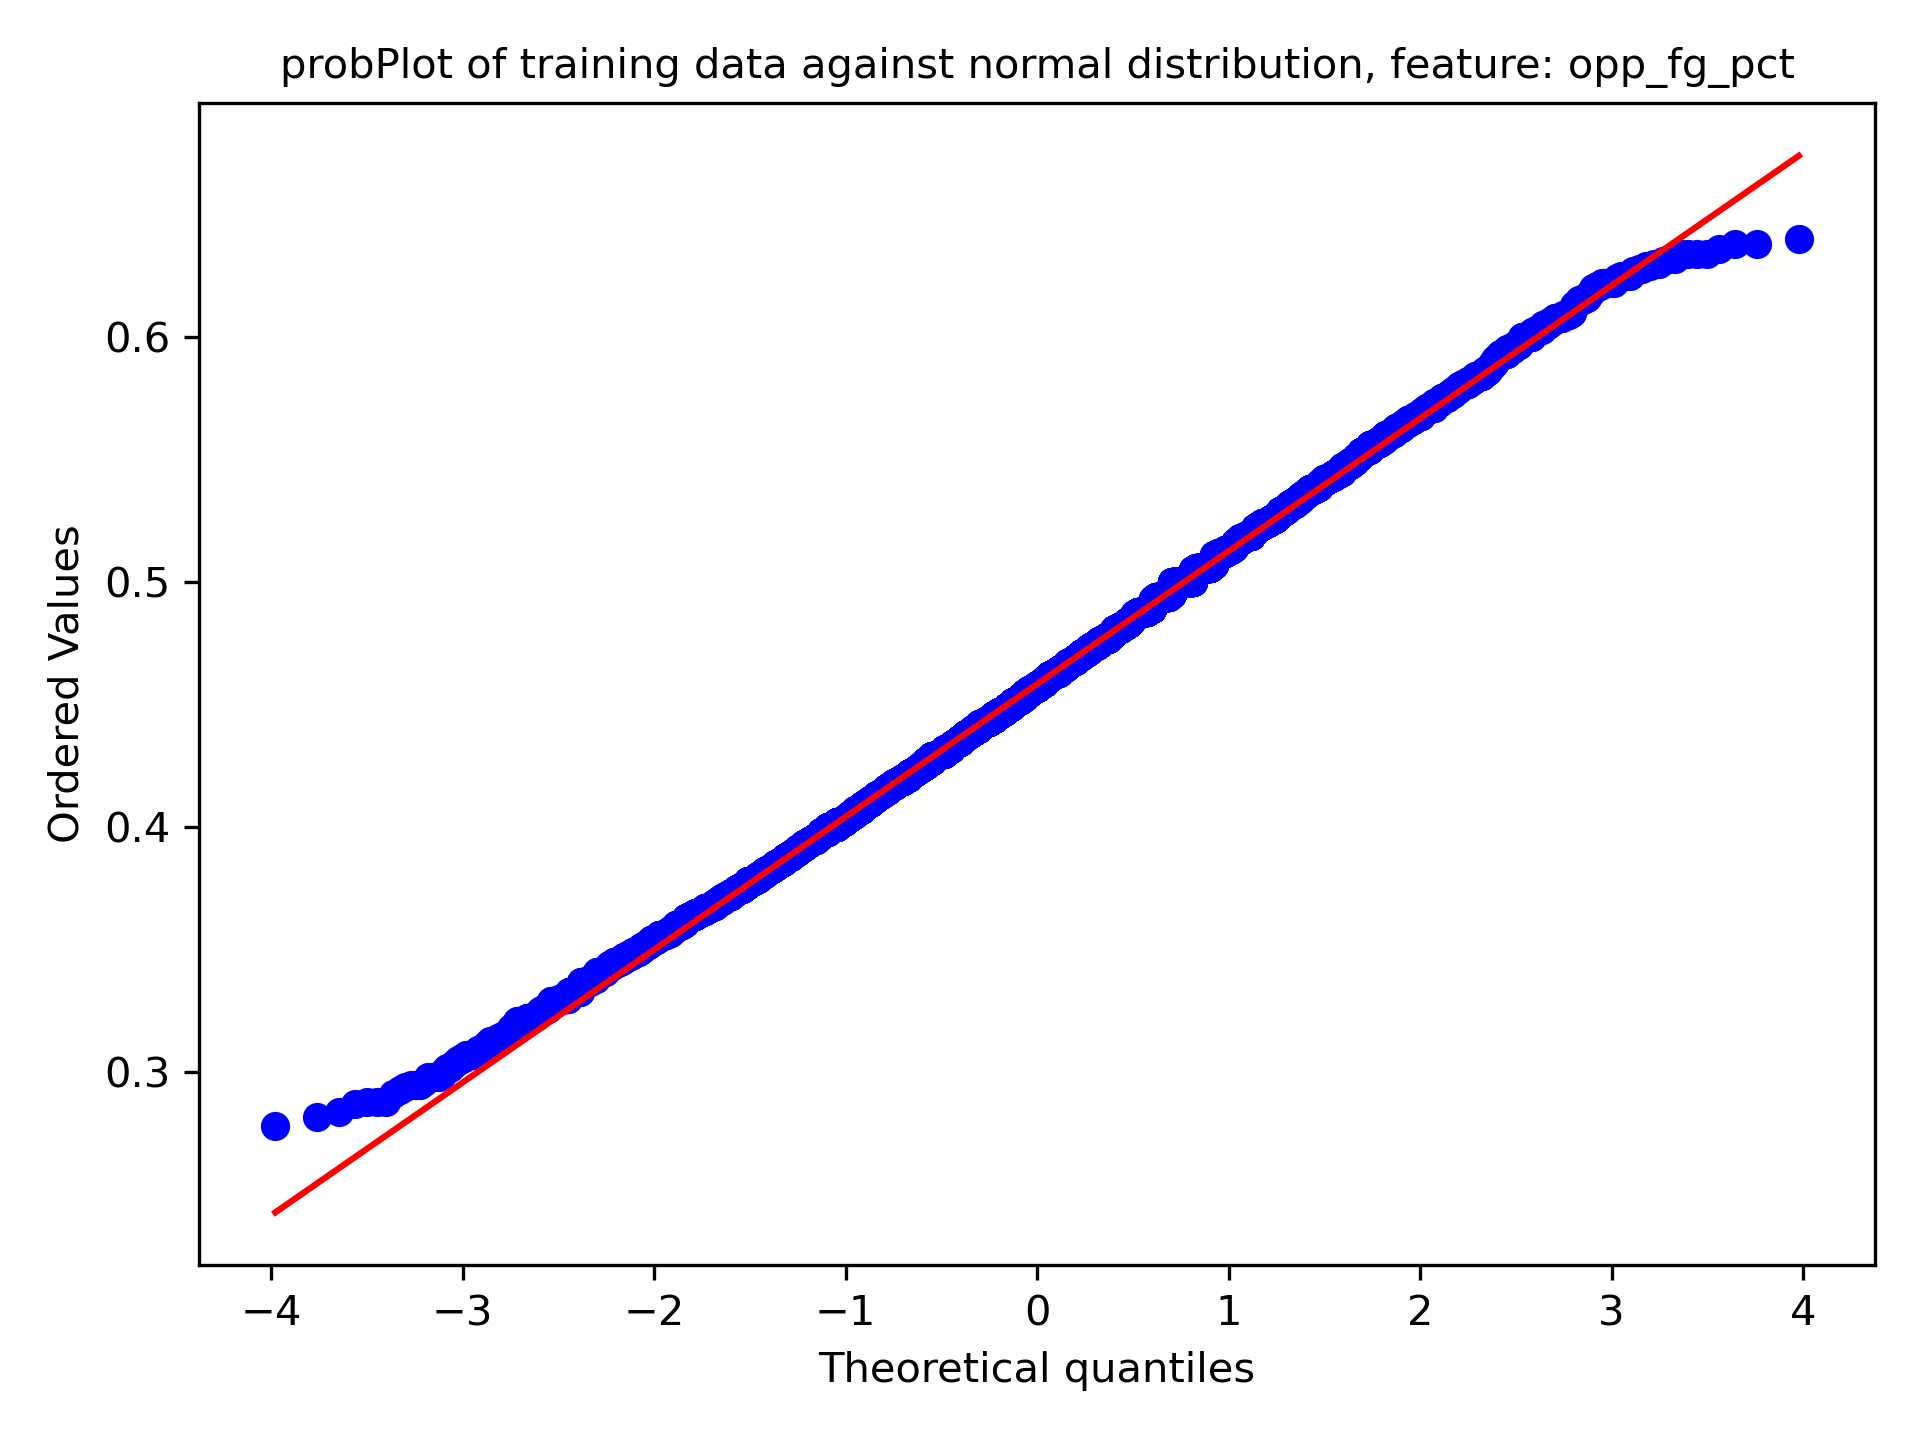 probPlot of training data against normal distribution, feature: opp_fg_pct
Ordered Values
0.6
0.5
0.4
0.3
−4 −3 −2 −1 0 1 2 3 4
Theoretical quantiles